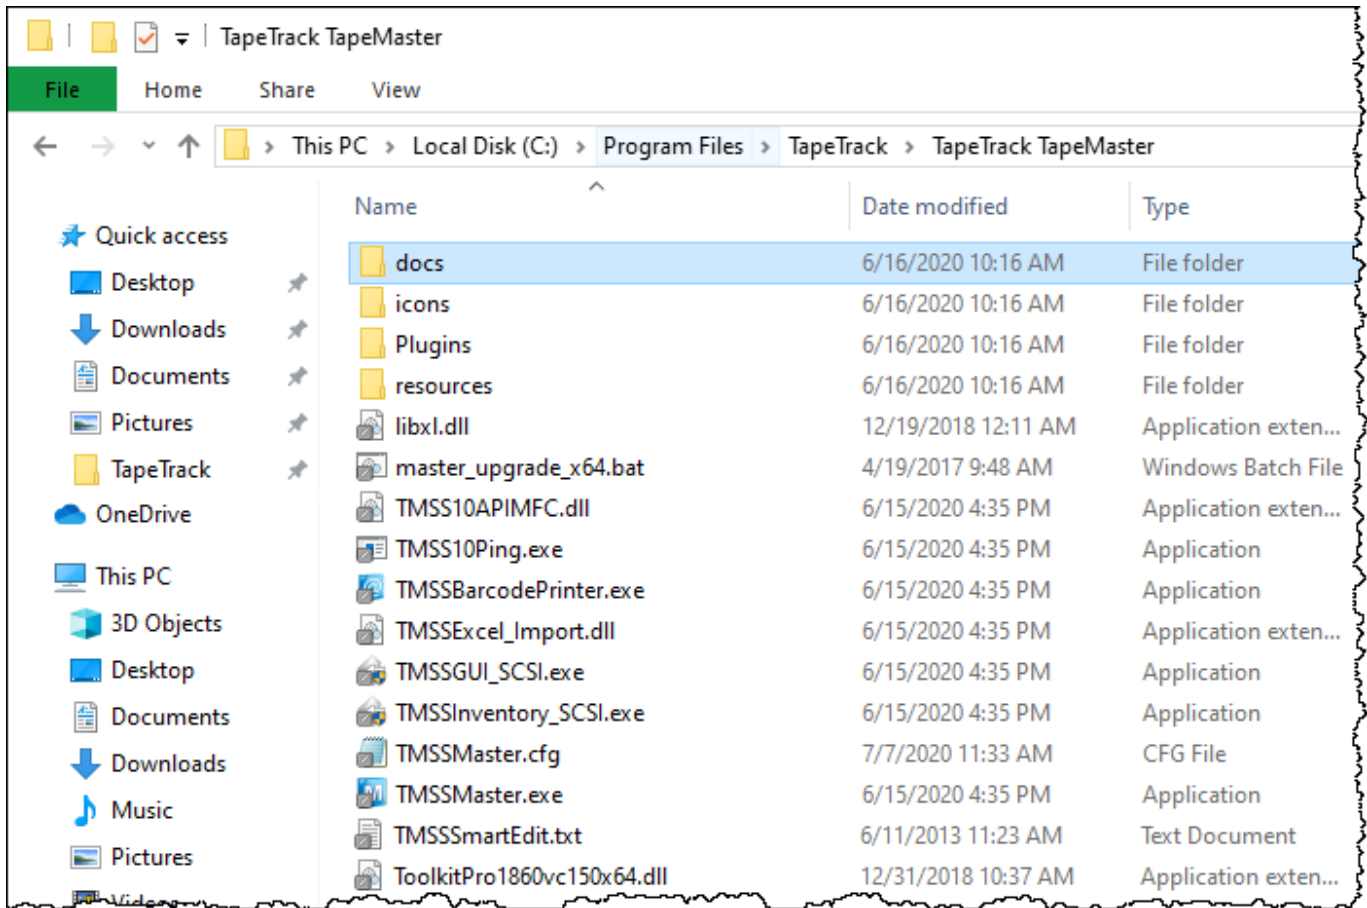 TapeTrack TapeMaster
File Home Share View
This PC > Local Disk (C:) > Program Files > TapeTrack > TapeTrack TapeMaster
Quick access
Desktop
Downloads
Documents
Pictures
TapeTrack
OneDrive
This PC
3D Objects
Desktop
Documents
Downloads
Music
Pictures
Videos
Name Date modified Type
docs 6/16/2020 10:16 AM File folder
icons 6/16/2020 10:16 AM File folder
Plugins 6/16/2020 10:16 AM File folder
resources 6/16/2020 10:16 AM File folder
libxl.dll 12/19/2018 12:11 AM Application exten...
master_upgrade_x64.bat 4/19/2017 9:48 AM Windows Batch File
TMSS10APIMFC.dll 6/15/2020 4:35 PM Application exten...
TMSS10Ping.exe 6/15/2020 4:35 PM Application
TMSSBarcodePrinter.exe 6/15/2020 4:35 PM Application
TMSSExcel_Import.dll 6/15/2020 4:35 PM Application exten...
TMSSGUI_SCSI.exe 6/15/2020 4:35 PM Application
TMSSInventory_SCSI.exe 6/15/2020 4:35 PM Application
TMSSMaster.cfg 7/7/2020 11:33 AM CFG File
TMSSMaster.exe 6/15/2020 4:35 PM Application
TMSSSmartEdit.txt 6/11/2013 11:23 AM Text Document
ToolkitPro1860vc150x64.dll 12/31/2018 10:37 AM Application exten...